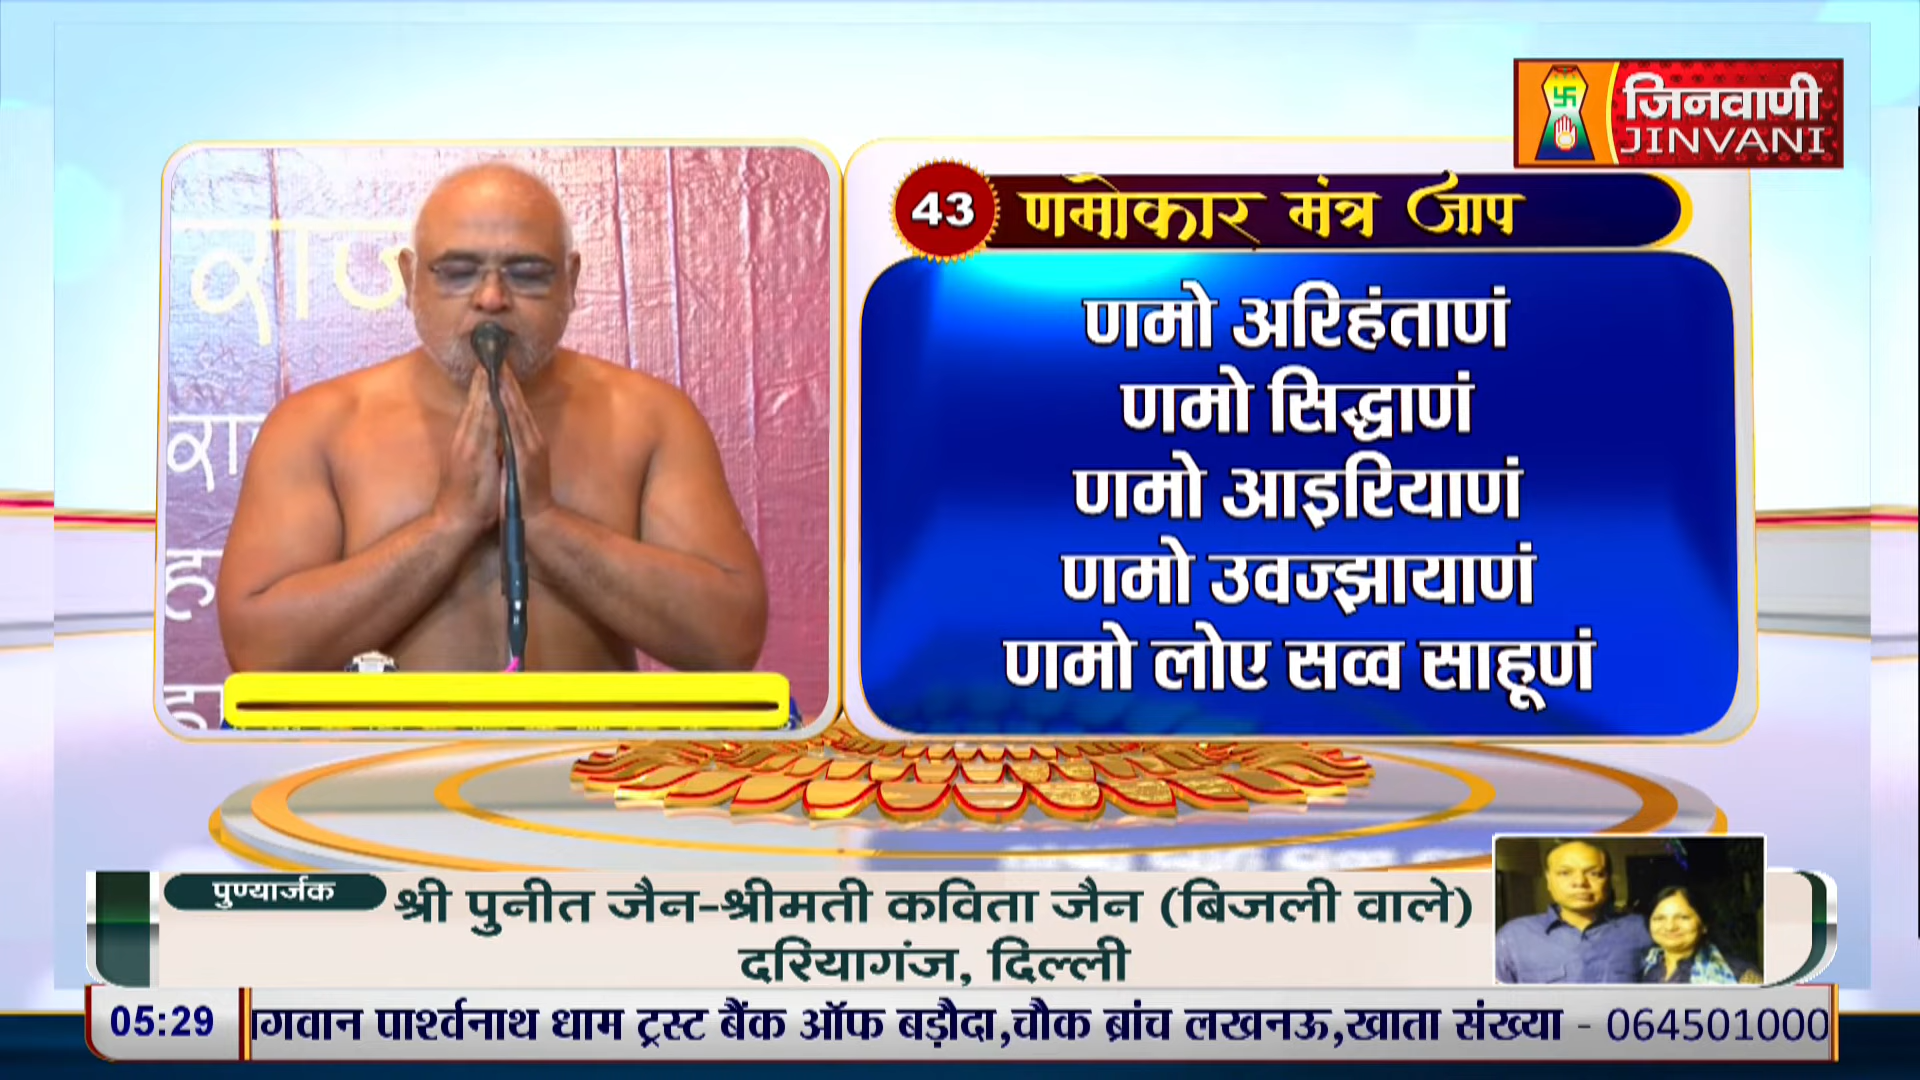 जिनवाणी
JINVANI
43 णमोकार मंत्र जाप
णमो अरिहंताणं
णमो सिद्धाणं
णमो आइरियाणं
णमो उवज्झायाणं
णमो लोए सव्व साहूणं
पुण्यार्जक
श्री पुनीत जैन-श्रीमती कविता जैन (बिजली वाले)
दरियागंज, दिल्ली
05:29 गवान पार्श्वनाथ धाम ट्रस्ट बैंक ऑफ बड़ौदा,चौक ब्रांच लखनऊ,खाता संख्या - 064501000